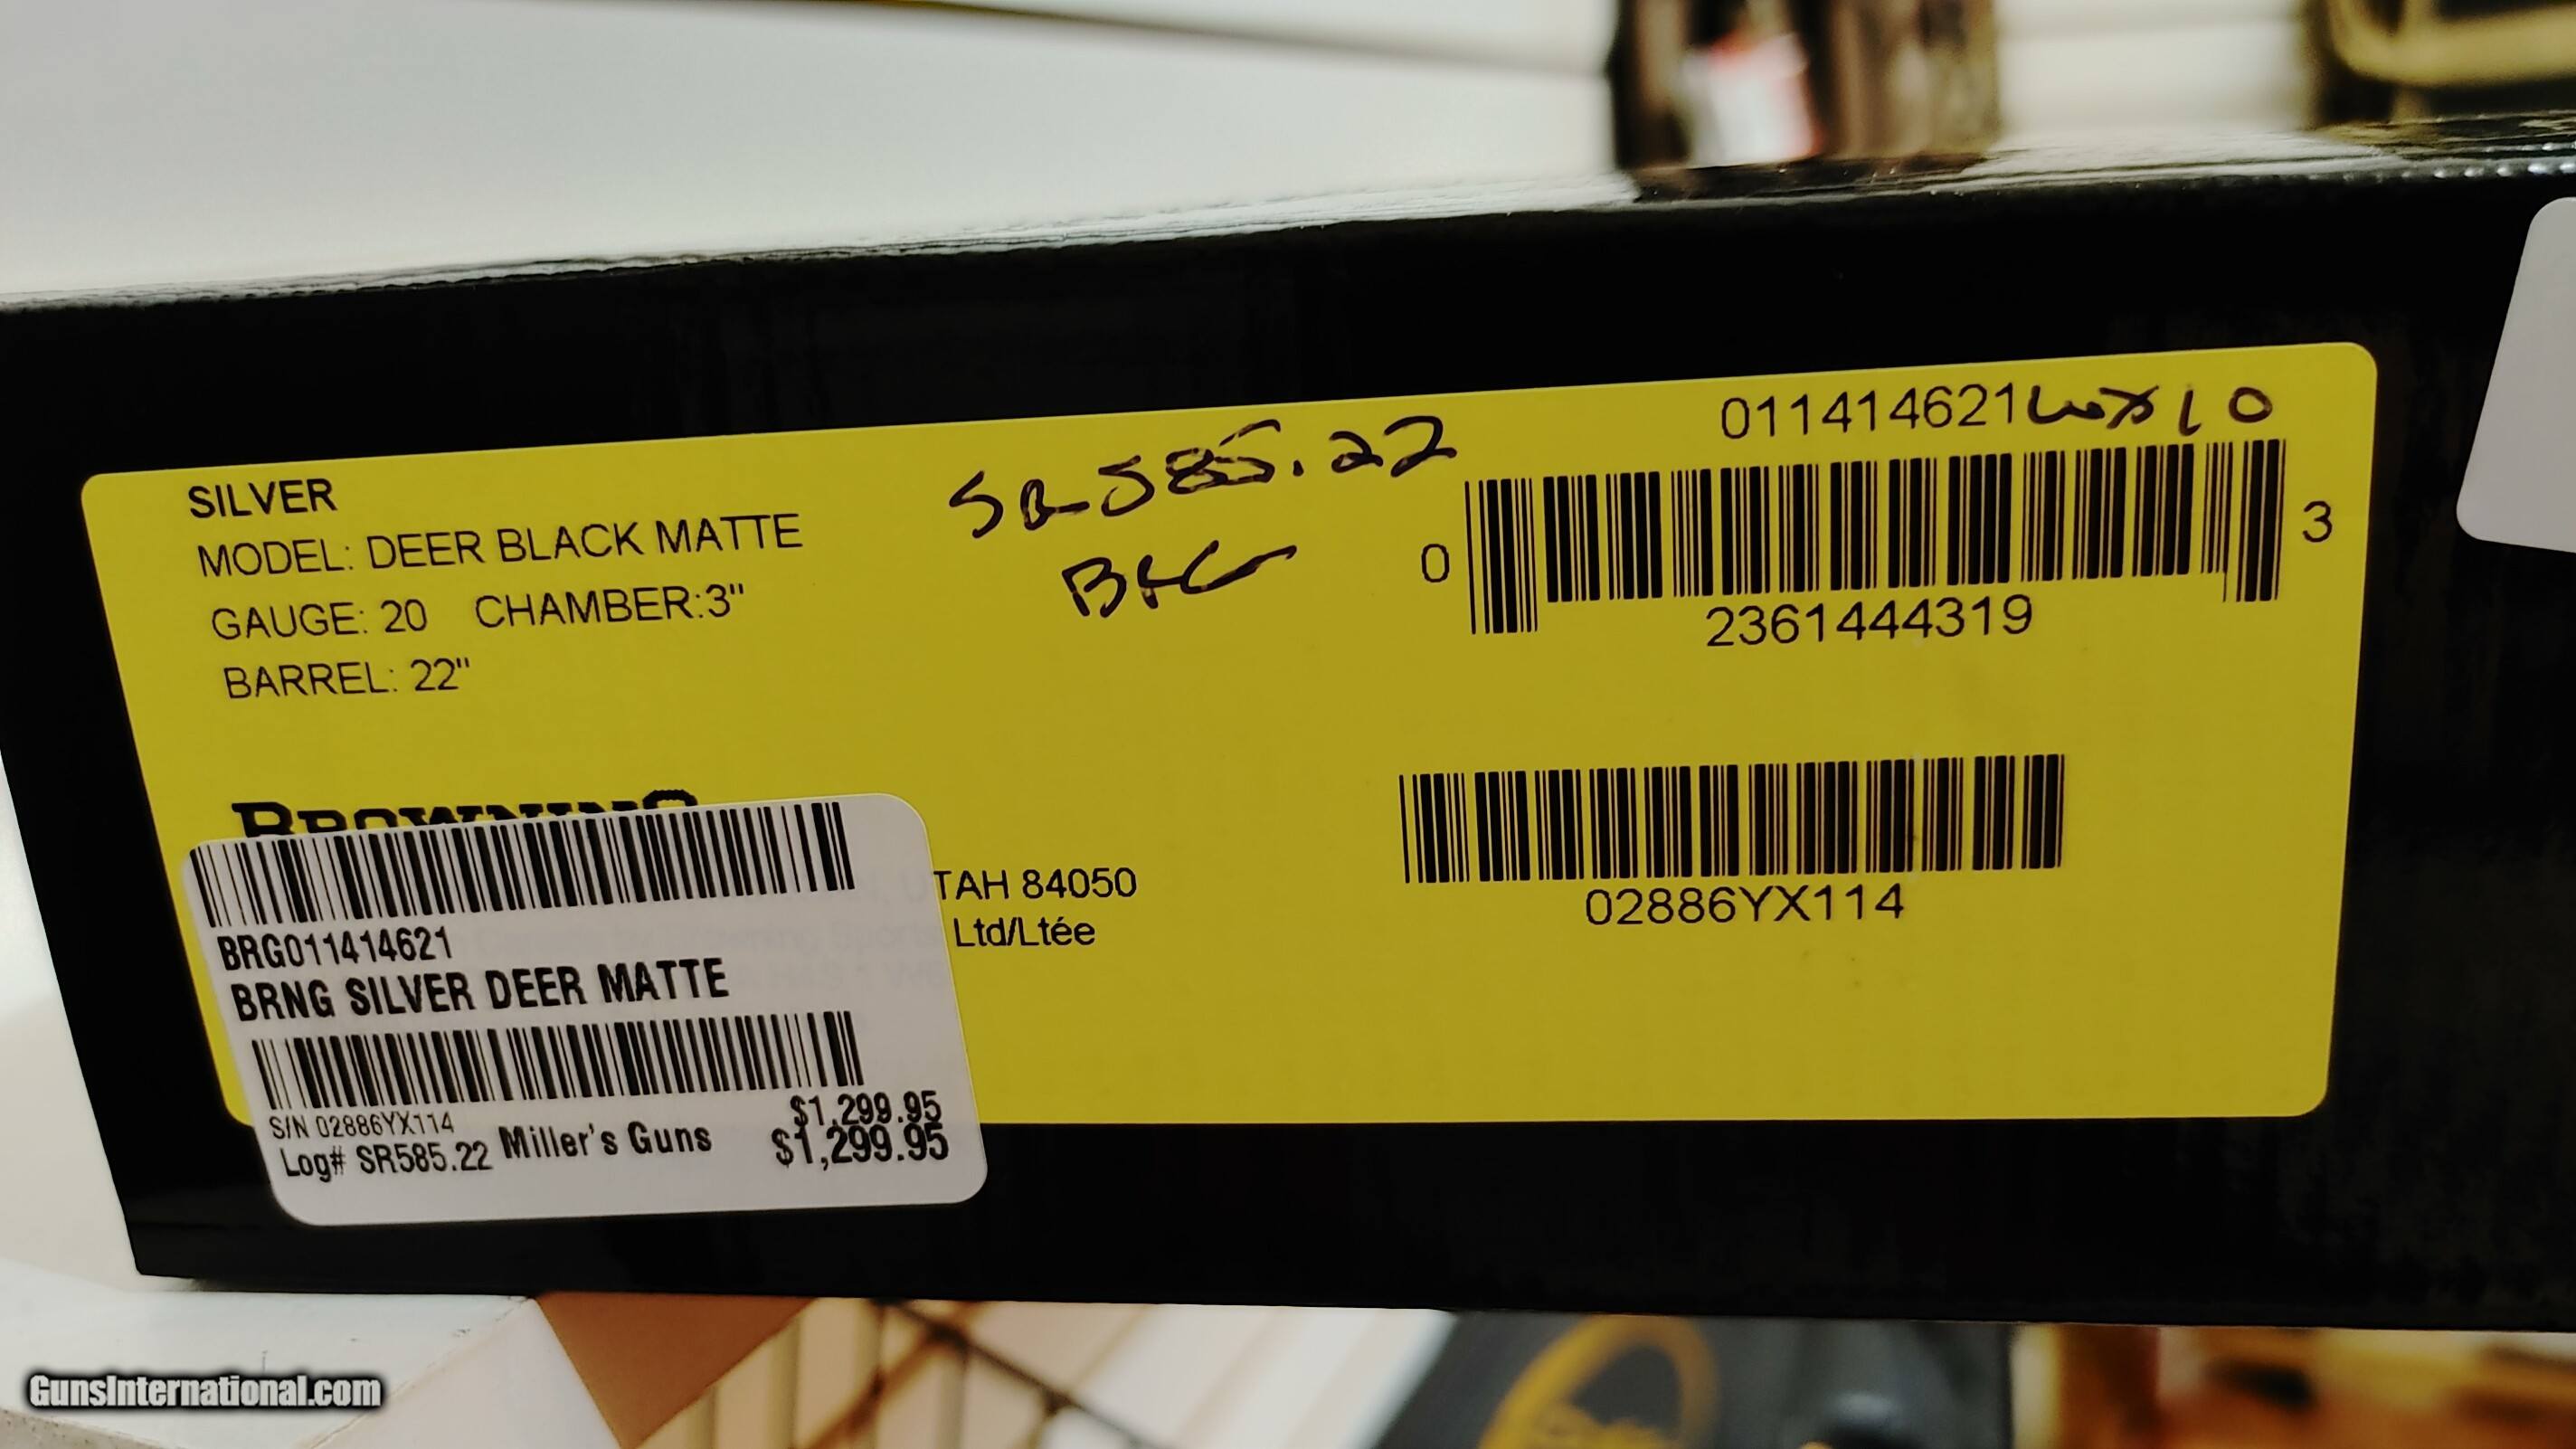 SILVER
MODEL: DEER BLACK MATTE
GAUGE: 20 CHAMBER:3"
BARREL: 22"
SR585.22
011414621
0 2361444319 3
02886YX114
BROWNING
UTAH 84050
Ltd/Ltée
BRG011414621
BRNG SILVER DEER MATTE
S/N 02886YX114 $1,299.95
Log# SR585.22 Miller's Guns $1,299.95
GunsInternational.com